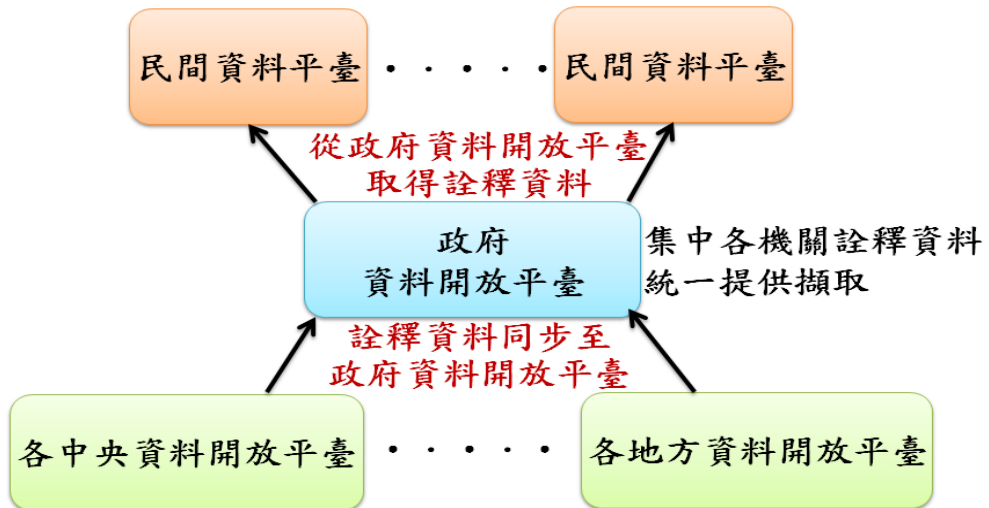 民間資料平臺 · · · · · 民間資料平臺
從政府資料開放平臺
取得詮釋資料
政府
資料開放平臺
集中各機關詮釋資料
統一提供擷取
詮釋資料同步至
政府資料開放平臺
各中央資料開放平臺 · · · · · 各地方資料開放平臺